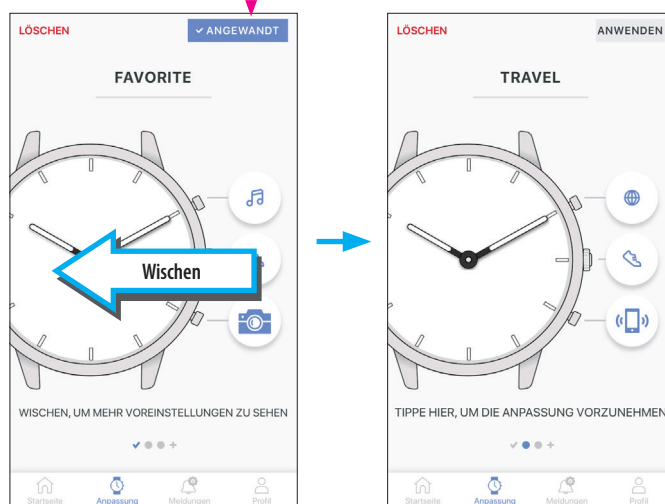 LÖSCHEN
ANGEWANDT
FAVORITE
Wischen
WISCHEN, UM MEHR VOREINSTELLUNGEN ZU SEHEN
Startseite
Anpassung
Meldungen
Profil
LÖSCHEN
ANWENDEN
TRAVEL
TIPPE HIER, UM DIE ANPASSUNG VORZUNEHMEN
Startseite
Anpassung
Meldungen
Profil